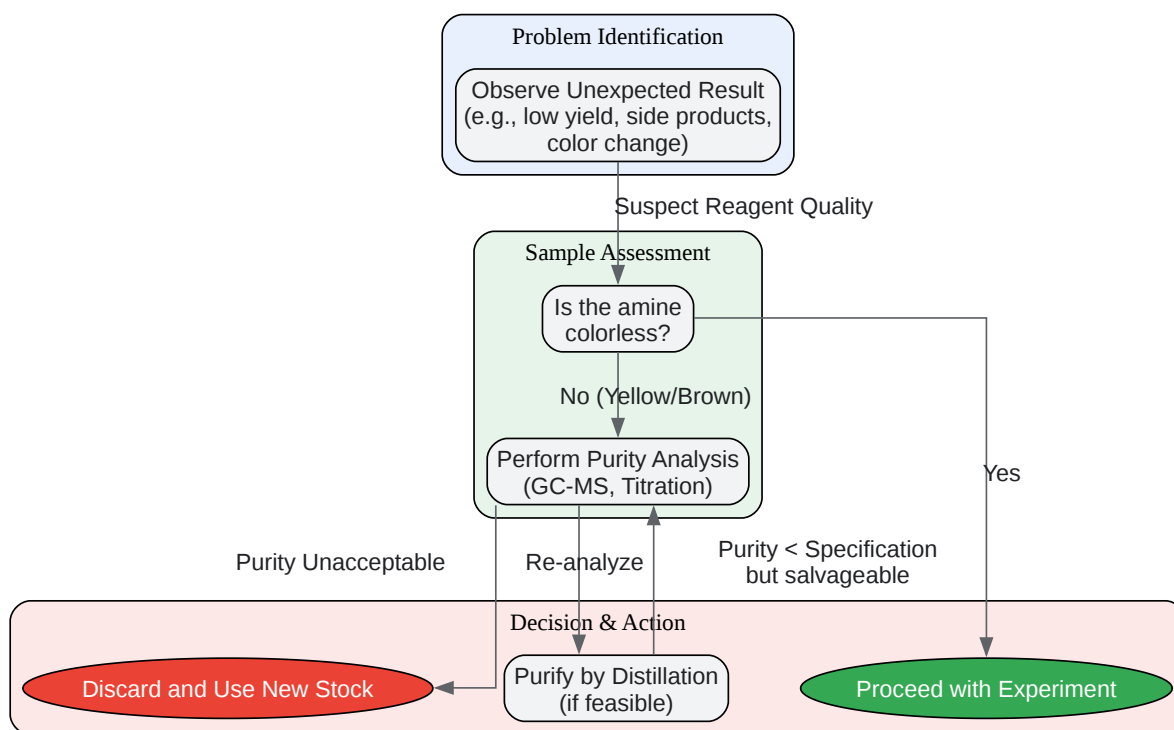 Problem Identification
Observe Unexpected Result
(e.g., low yield, side products,
color change)
Suspect Reagent Quality
Sample Assessment
Is the amine
colorless?
No (Yellow/Brown)
Perform Purity Analysis
(GC-MS, Titration)
Yes
Purity Unacceptable
Re-analyze
Purity < Specification
but salvageable
Decision & Action
Discard and Use New Stock
Purify by Distillation
(if feasible)
Proceed with Experiment